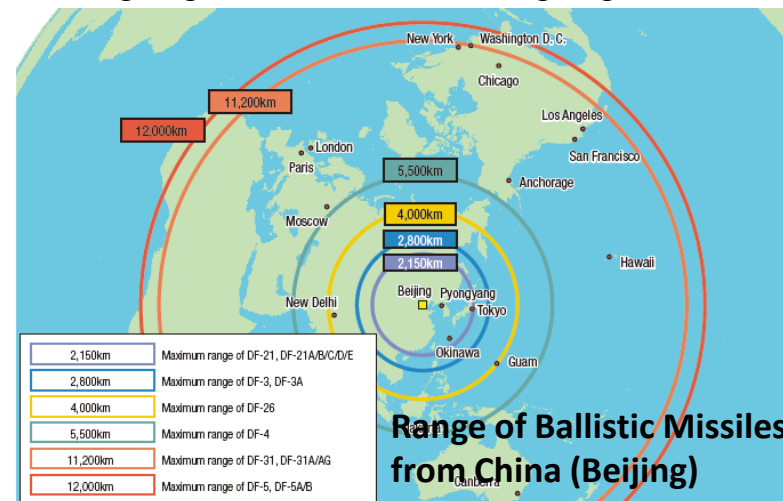 New York
Washington D. C.
Chicago
11,200km
Los Angeles
12,000km
London
San Francisco
Paris
5,500km
Anchorage
Moscow
4,000km
2,800km
Hawaii
2,150km
Beijing
Pyongyang
New Delhi
Tokyo
Okinawa
Guam
2,150km Maximum range of DF-21, DF-21A/B/C/D/E
2,800km Maximum range of DF-3, DF-3A
4,000km Maximum range of DF-26
5,500km Maximum range of DF-4
11,200km Maximum range of DF-31, DF-31A/AG
12,000km Maximum range of DF-5, DF-5A/B
Range of Ballistic Missiles
from China (Beijing)
Canberra